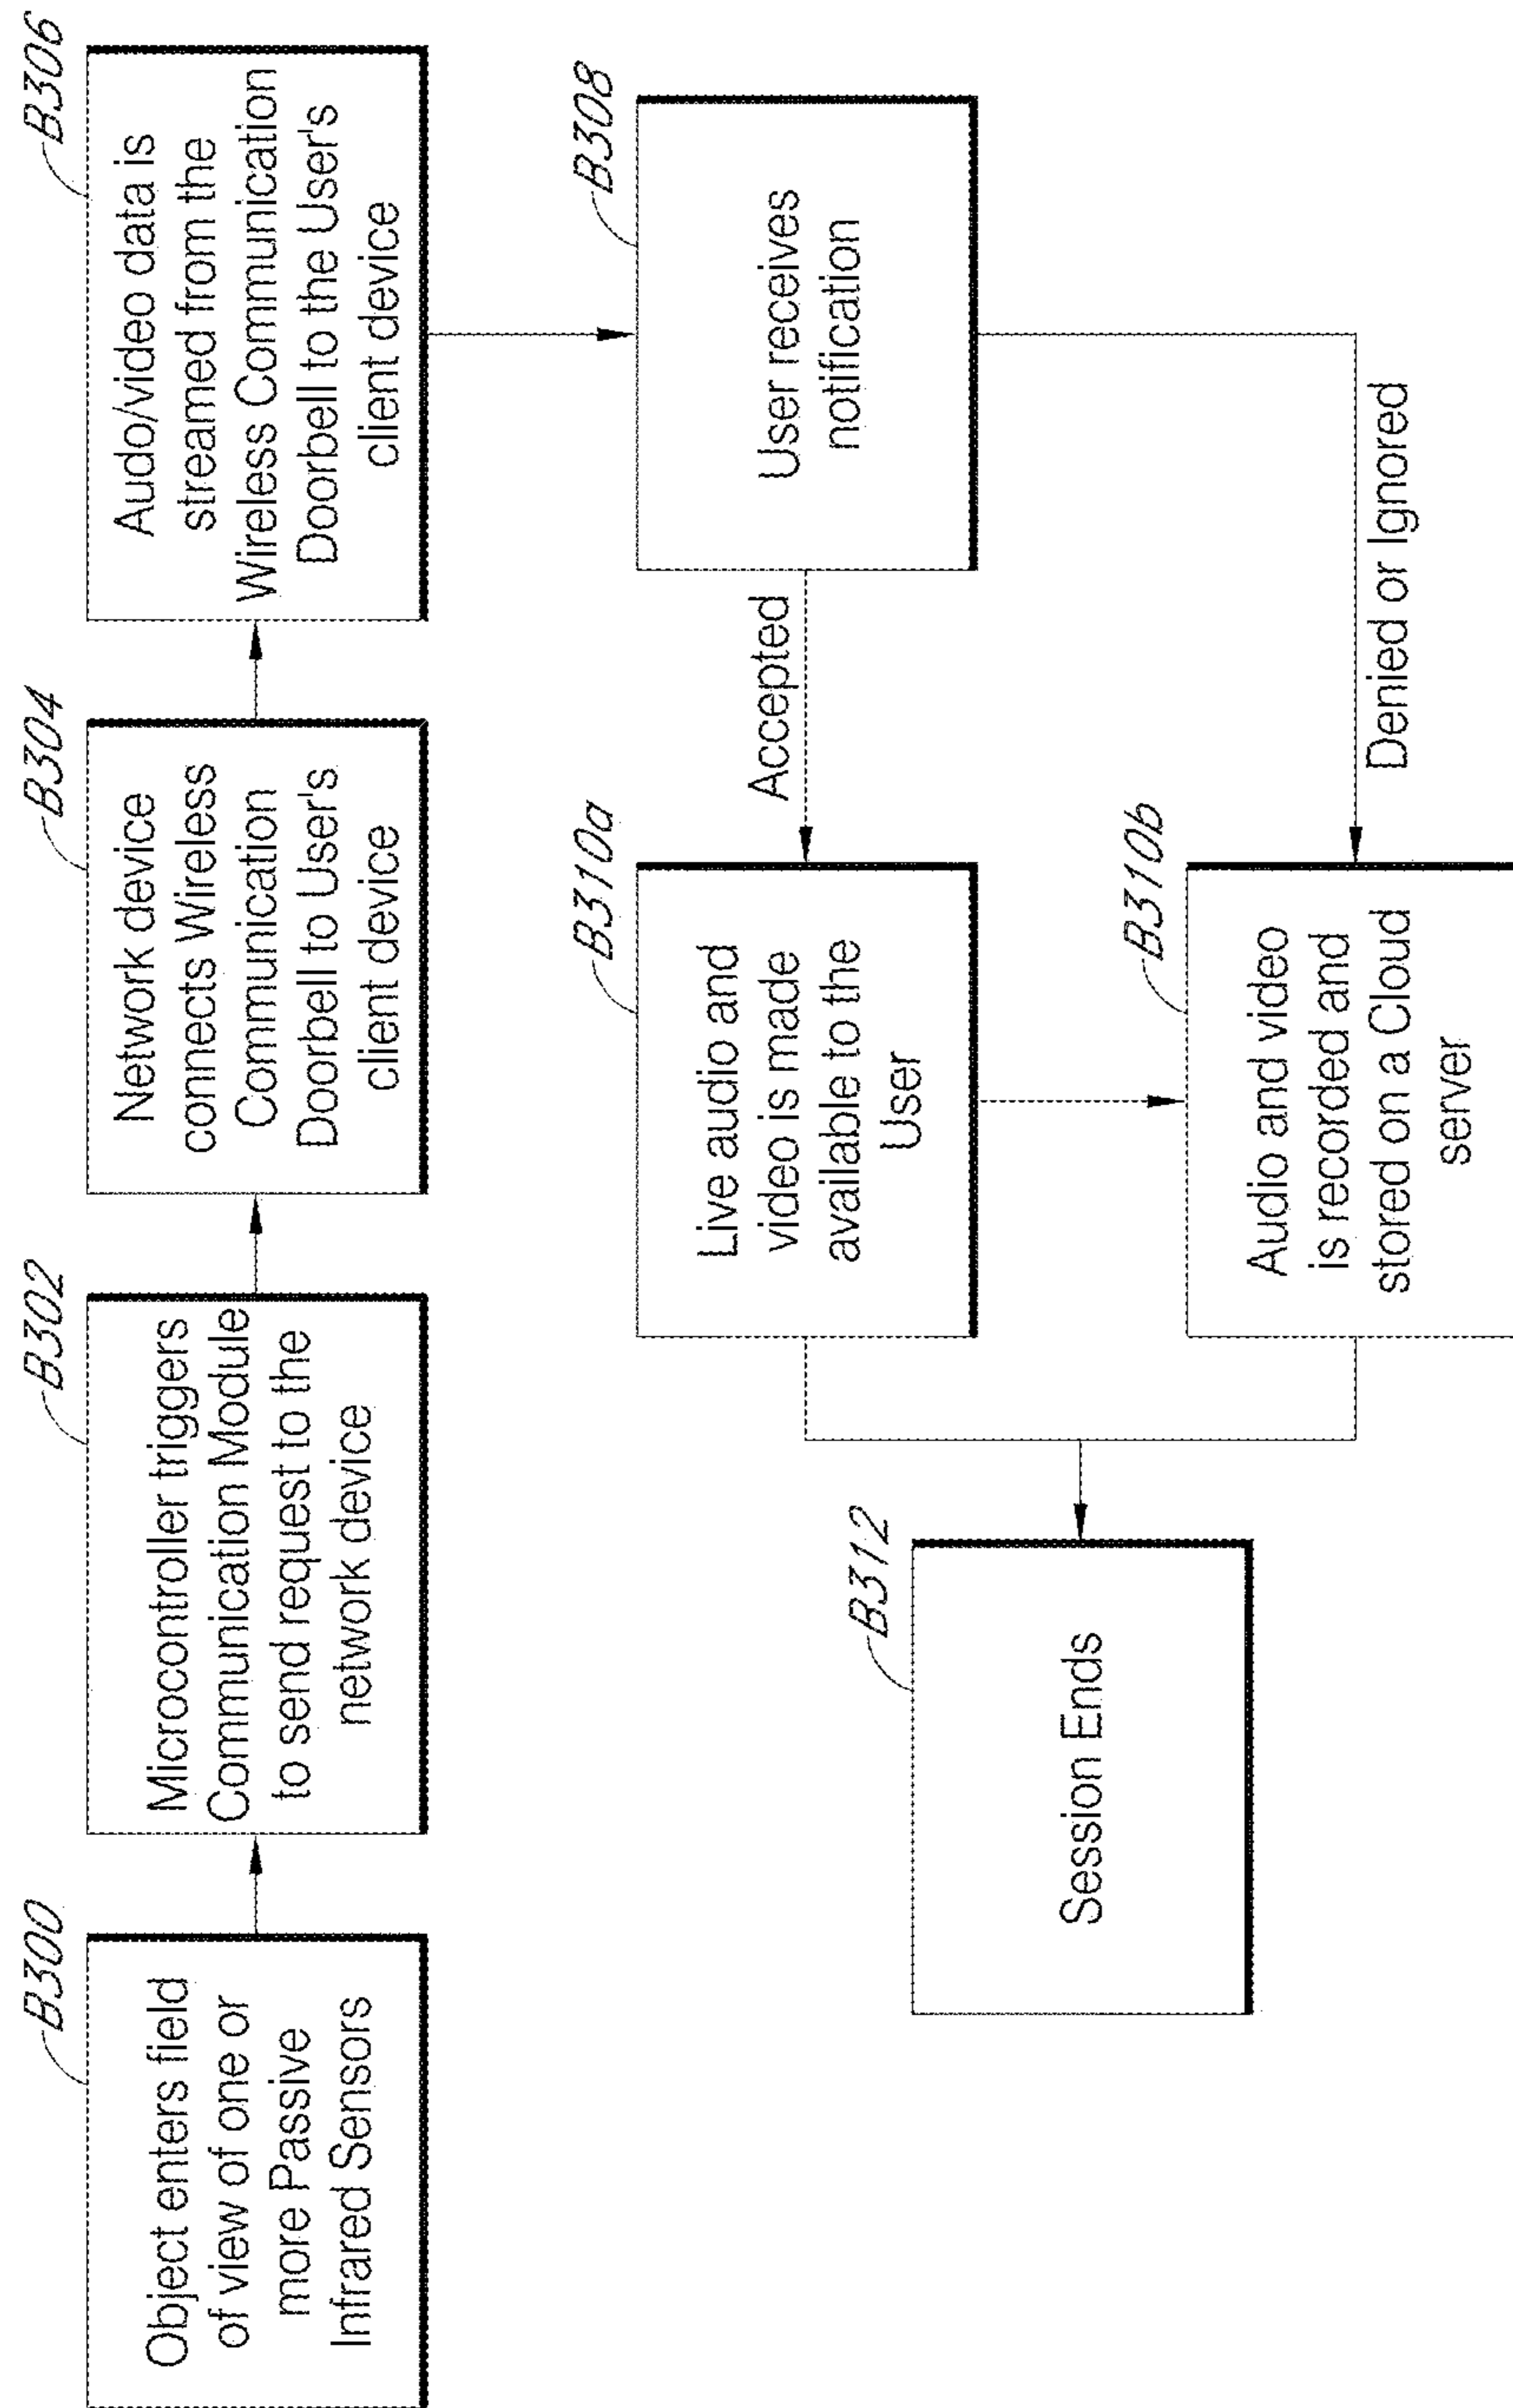 B300
Object enters field
of view of one or
more Passive
Infrared Sensors
B302
Microcontroller triggers
Communication Module
to send request to the
network device
B304
Network device
connects Wireless
Communication
Doorbell to User's
client device
B306
Audo/video data is
streamed from the
Wireless Communication
Doorbell to the User's
client device
B308
User receives
notification
Accepted
Denied or Ignored
B310a
Live audio and
video is made
available to the
User
B310b
Audio and video
is recorded and
stored on a Cloud
server
B312
Session Ends